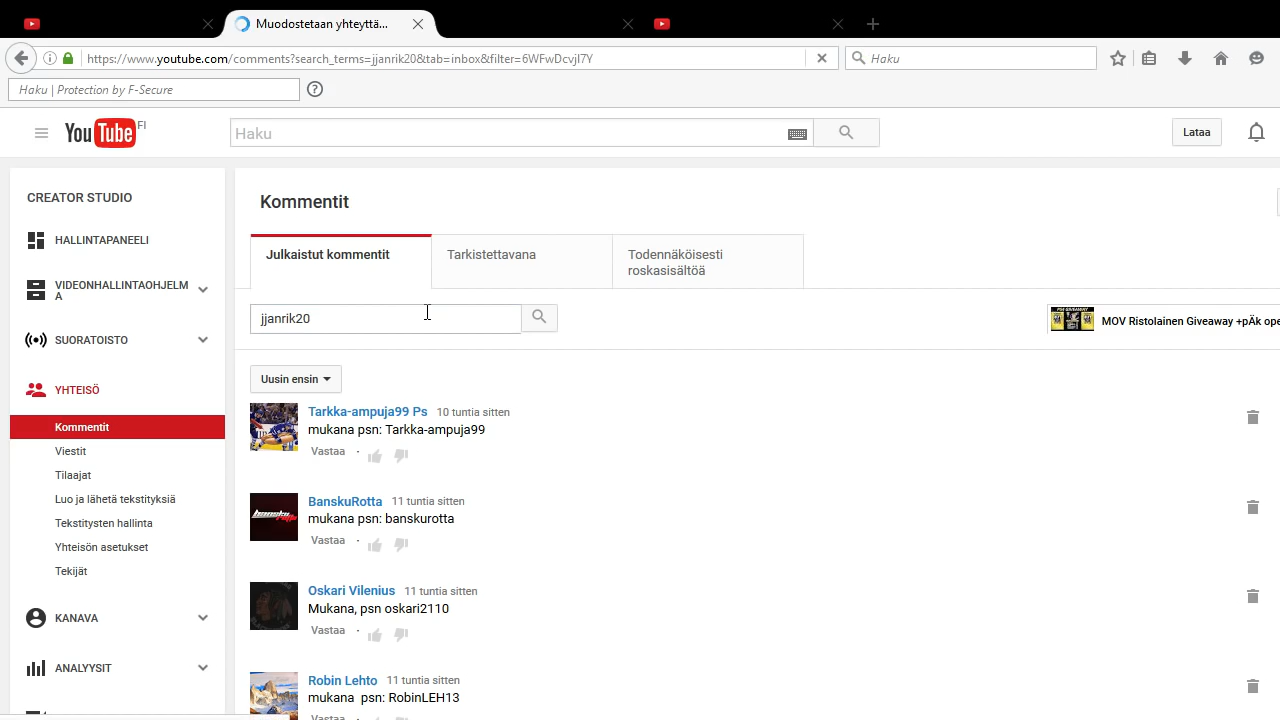 Muodostetaan yhteyttä...
https://www.youtube.com/comments?search_terms=jjanrik20&tab=inbox&filter=6WFwDcvjI7Y
Haku
Haku | Protection by F-Secure
?
YouTube FI
Haku
Lataa
CREATOR STUDIO
HALLINTAPANEELI
VIDEONHALLINTAOHJELM
A
SUORATOISTO
YHTEISÖ
Kommentit
Viestit
Tilaajat
Luo ja lähetä tekstityksiä
Tekstitysten hallinta
Yhteisön asetukset
Tekijät
KANAVA
ANALYYSIT
Kommentit
Julkaistut kommentit
Tarkistettavana
Todennäköisesti
roskasisältöä
jjanrik20
MOV Ristolainen Giveaway +pÄk ope
Uusin ensin
Tarkka-ampuja99 Ps 10 tuntia sitten
mukana psn: Tarkka-ampuja99
Vastaa ·
BanskuRotta 11 tuntia sitten
mukana psn: banskurotta
Vastaa ·
Oskari Vilenius 11 tuntia sitten
Mukana, psn oskari2110
Vastaa ·
Robin Lehto 11 tuntia sitten
mukana psn: RobinLEH13
Vastaa